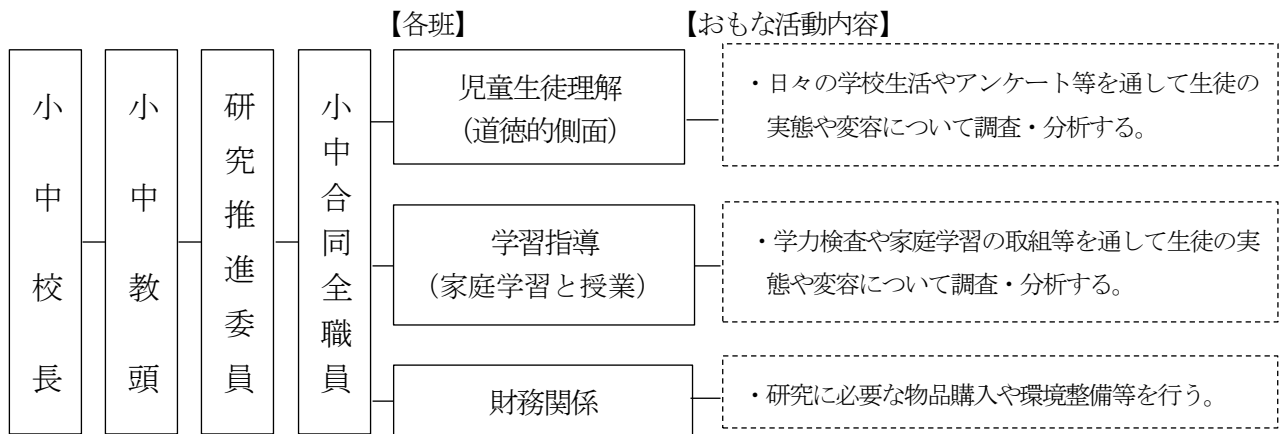 【各班】
【おもな活動内容】
小中校長
小中教頭
研究推進委員
小中合同全職員
児童生徒理解
（道徳的側面）
・日々の学校生活やアンケート等を通して生徒の
実態や変容について調査・分析する。
学習指導
（家庭学習と授業）
・学力検査や家庭学習の取組等を通して生徒の実
態や変容について調査・分析する。
財務関係
・研究に必要な物品購入や環境整備等を行う。